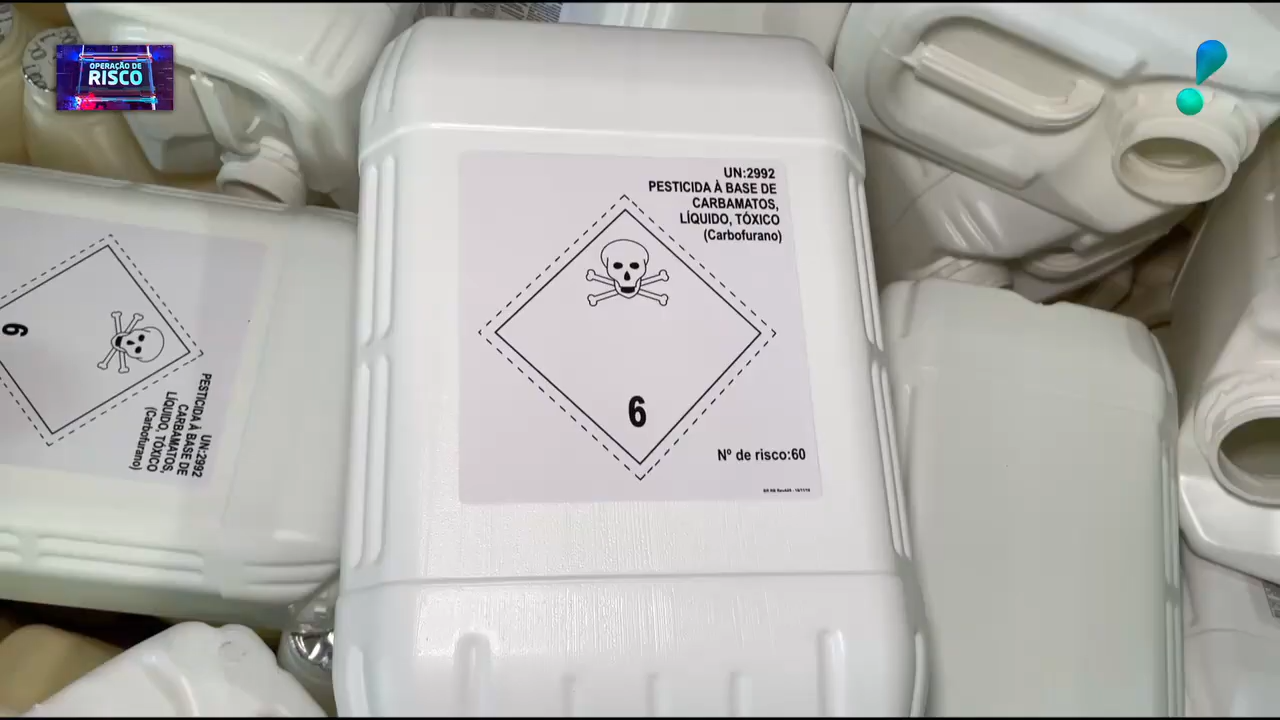 OPERAÇÃO DE
RISCO
UN:2992
PESTICIDA À BASE DE
CARBAMATOS,
LÍQUIDO, TÓXICO
(Carbofurano)
6
Nº de risco:60
UN:2992
PESTICIDA À BASE DE
CARBAMATOS,
LÍQUIDO, TÓXICO
(Carbofurano)
6